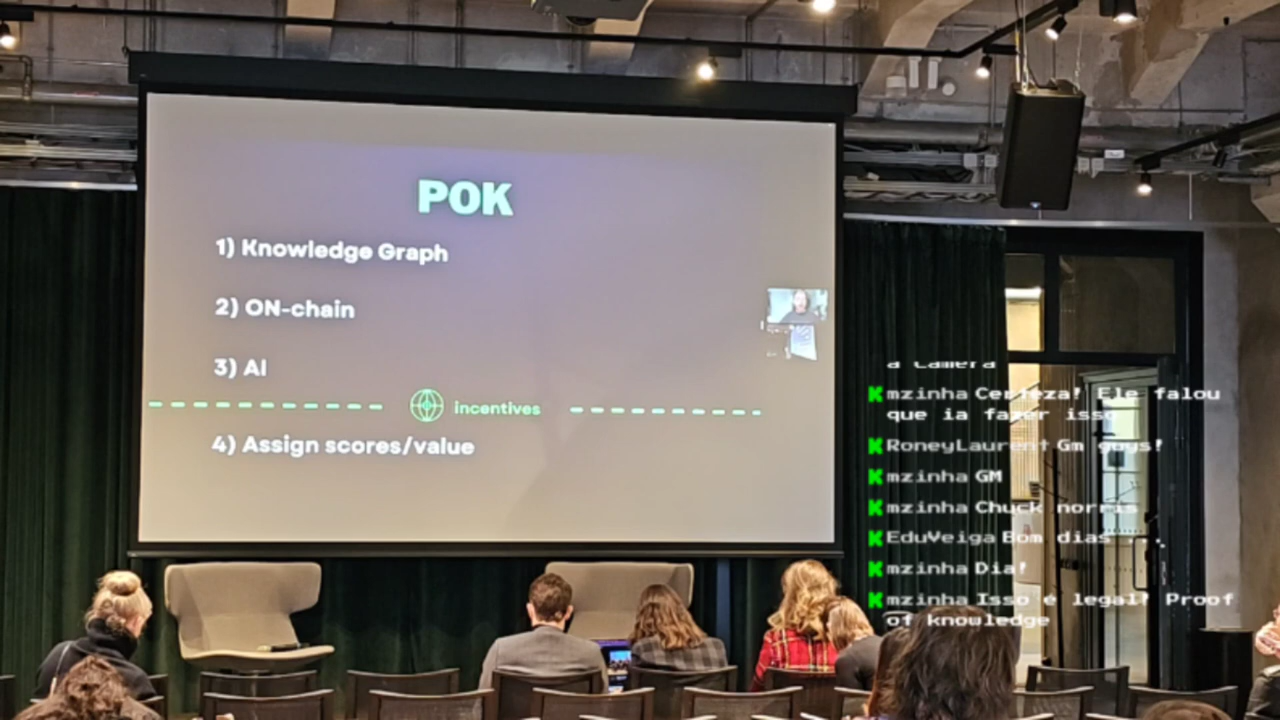 POK
1) Knowledge Graph
2) ON-chain
3) AI
incentives
4) Assign scores/value
a Camera
mzinha Certeza! Ele falou
que ia fazer isso
RoneyLaurent Gm guys!
mzinha GM
mzinha Chuck norris
EduVeiga Bom dias . .
mzinha Dia!
mzinha Isso é legal! Proof
of knowledge